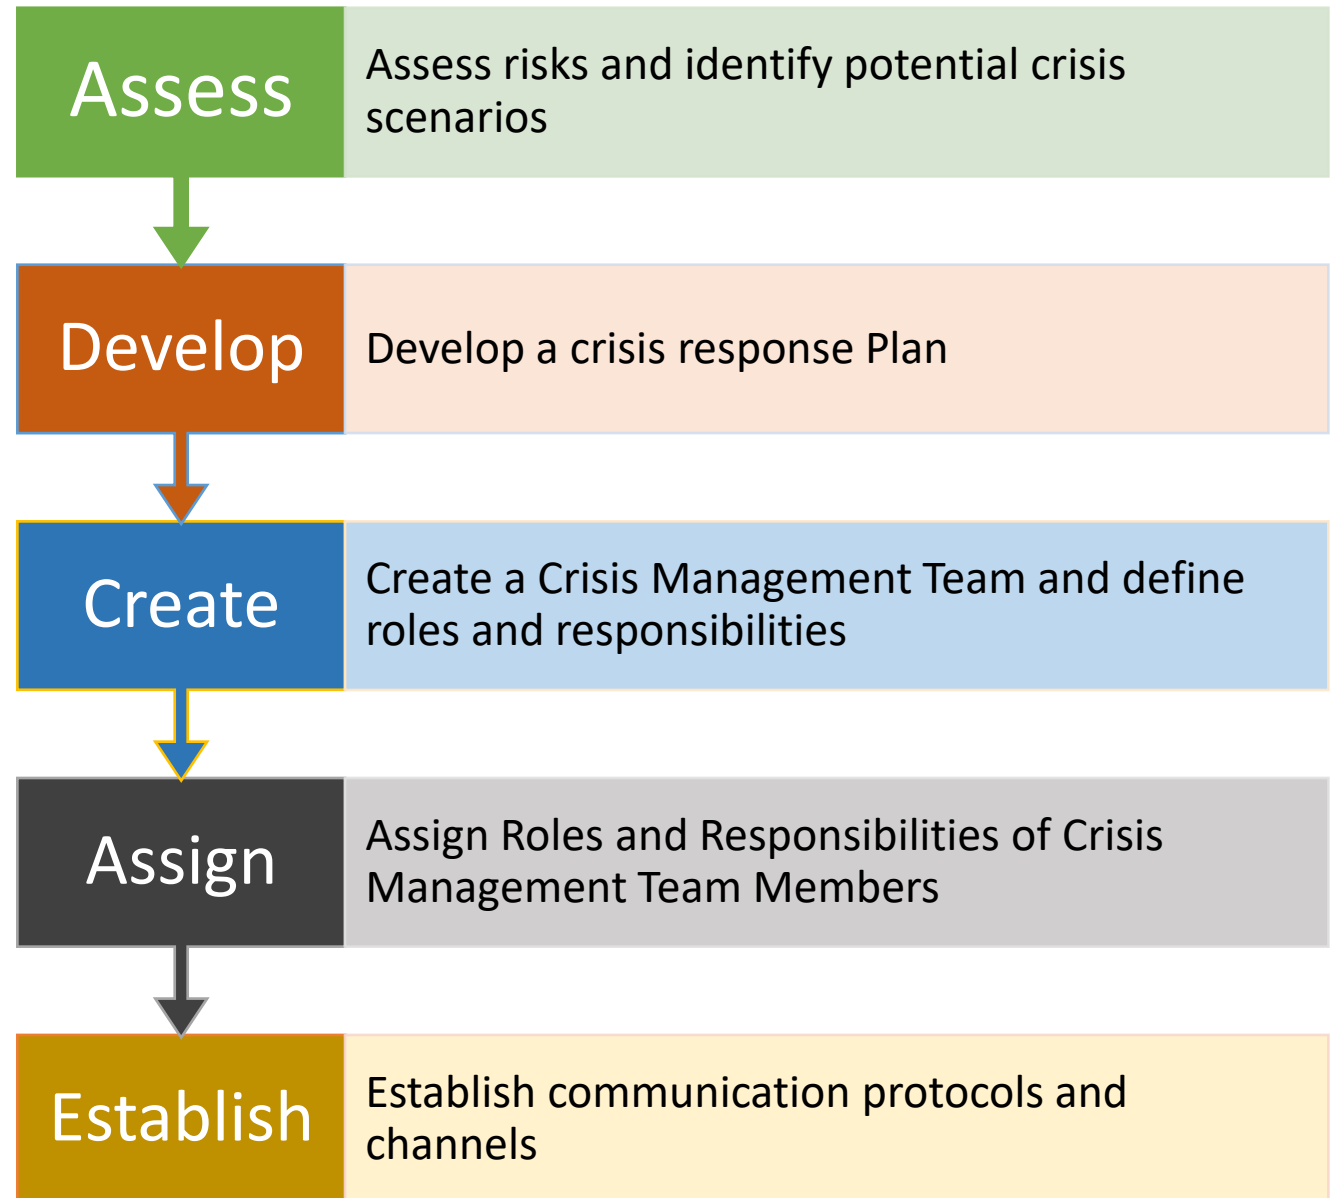 Assess
Assess risks and identify potential crisis
scenarios
Develop
Develop a crisis response Plan
Create
Create a Crisis Management Team and define
roles and responsibilities
Assign
Assign Roles and Responsibilities of Crisis
Management Team Members
Establish
Establish communication protocols and
channels